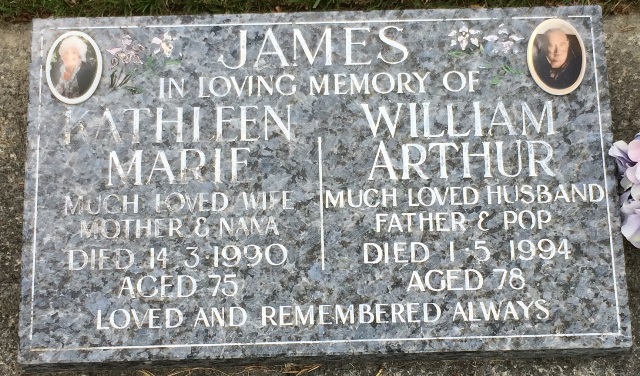 JAMES
IN LOVING MEMORY OF
KATHLEEN
MARIE
MUCH LOVED WIFE
MOTHER & NANA
DIED 14·3·1990
AGED 75
WILLIAM
ARTHUR
MUCH LOVED HUSBAND
FATHER & POP
DIED 1·5·1994
AGED 78
LOVED AND REMEMBERED ALWAYS